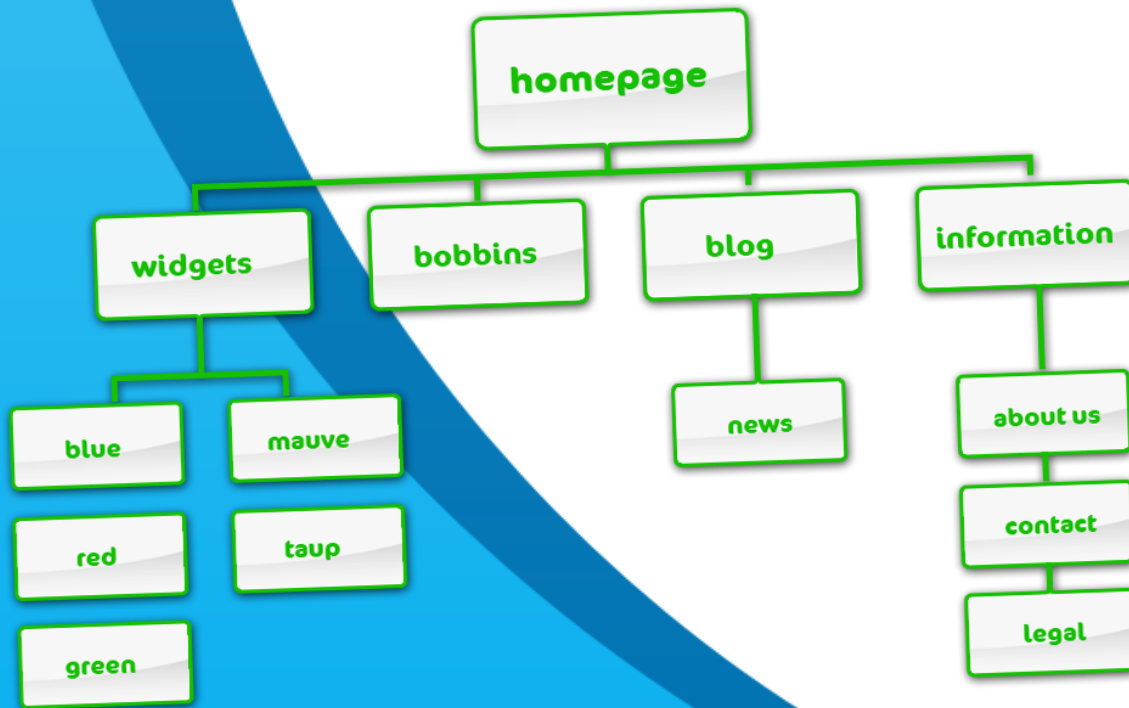 homepage
widgets
bobbins
blog
information
blue
mauve
news
about us
red
taup
contact
green
legal